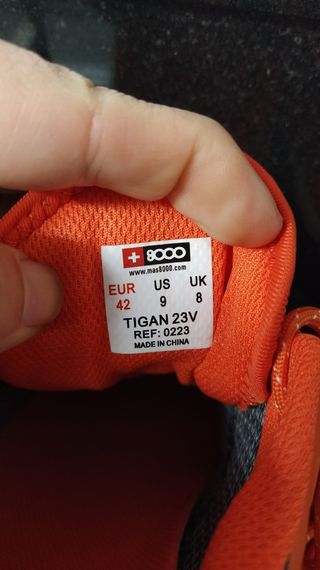 +8000
www.mas8000.com
EUR US UK
42 9 8
TIGAN 23V
REF: 0223
MADE IN CHINA